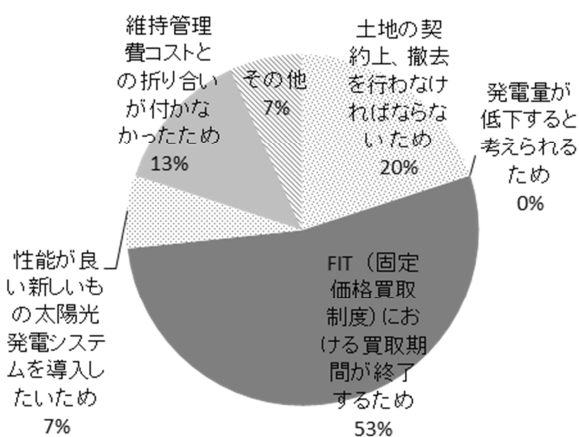 維持管理
費コストと
の折り合い
が付かな
かったため
13%
その他
7%
土地の契
約上、撤去
を行わなけ
ればならな
いため
20%
発電量が
低下すると
考えられる
ため
0%
FIT（固定
価格買取
制度）にお
ける買取期
間が終了
するため
53%
性能が良
い新しいも
の太陽光
発電システ
ムを導入し
たいため
7%